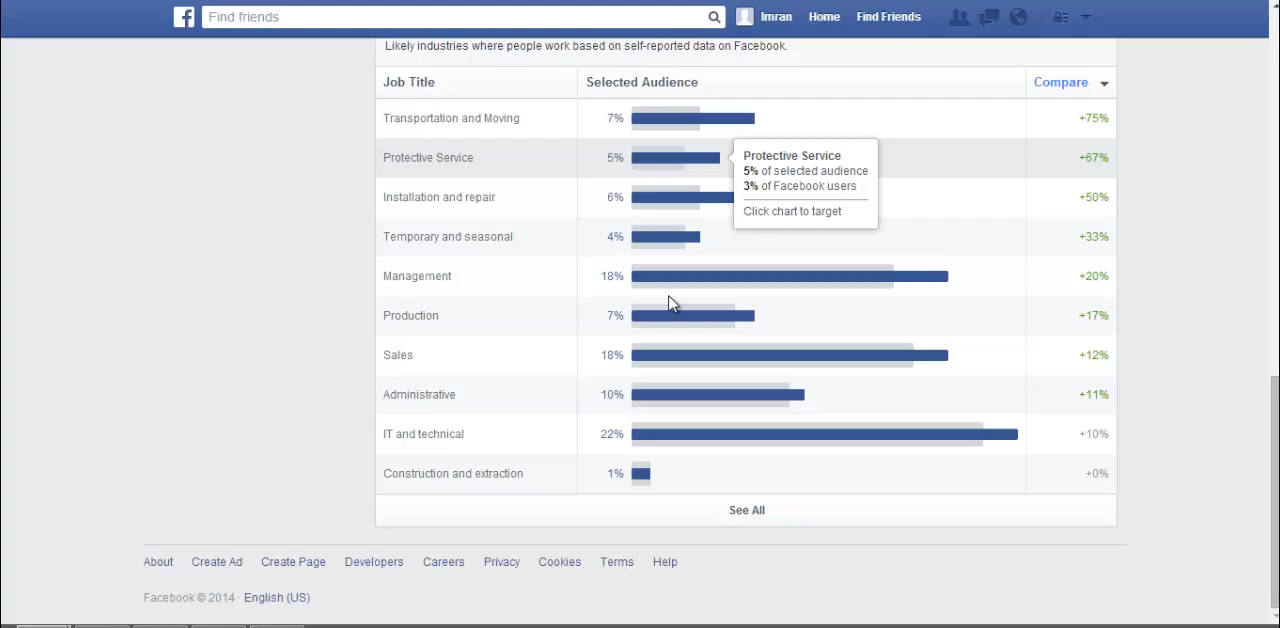 f Find friends Imran Home Find Friends
Likely industries where people work based on self-reported data on Facebook.
Job Title Selected Audience Compare
Transportation and Moving 7% +75%
Protective Service 5% +67%
Protective Service
5% of selected audience
3% of Facebook users
Click chart to target
Installation and repair 6% +50%
Temporary and seasonal 4% +33%
Management 18% +20%
Production 7% +17%
Sales 18% +12%
Administrative 10% +11%
IT and technical 22% +10%
Construction and extraction 1% +0%
See All
About Create Ad Create Page Developers Careers Privacy Cookies Terms Help
Facebook © 2014 · English (US)